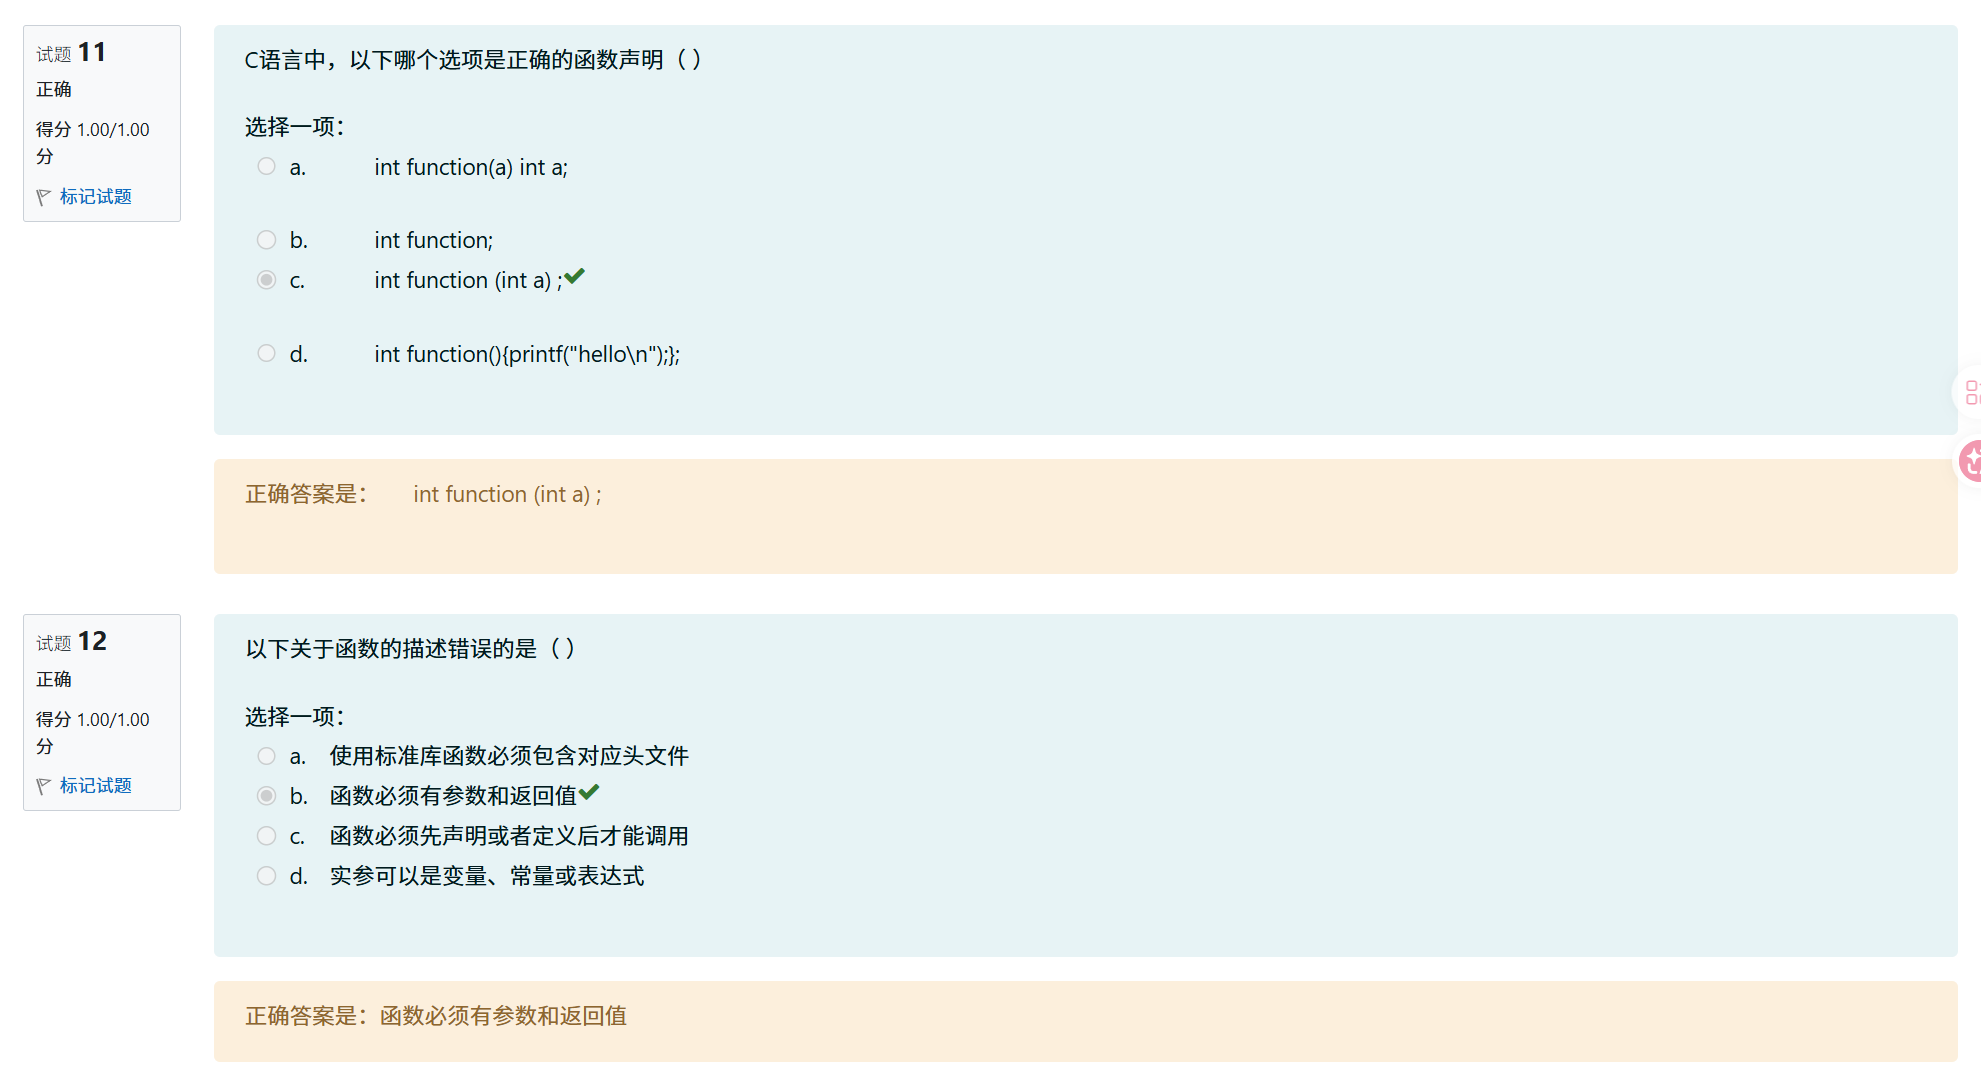 试题 11
正确
得分 1.00/1.00
分
标记试题
C语言中，以下哪个选项是正确的函数声明（ ）
选择一项：
a. int function(a) int a;
b. int function;
c. int function (int a) ;
d. int function(){printf("hello\n");};
正确答案是： int function (int a) ;
试题 12
正确
得分 1.00/1.00
分
标记试题
以下关于函数的描述错误的是（ ）
选择一项：
a. 使用标准库函数必须包含对应头文件
b. 函数必须有参数和返回值
c. 函数必须先声明或者定义后才能调用
d. 实参可以是变量、常量或表达式
正确答案是：函数必须有参数和返回值